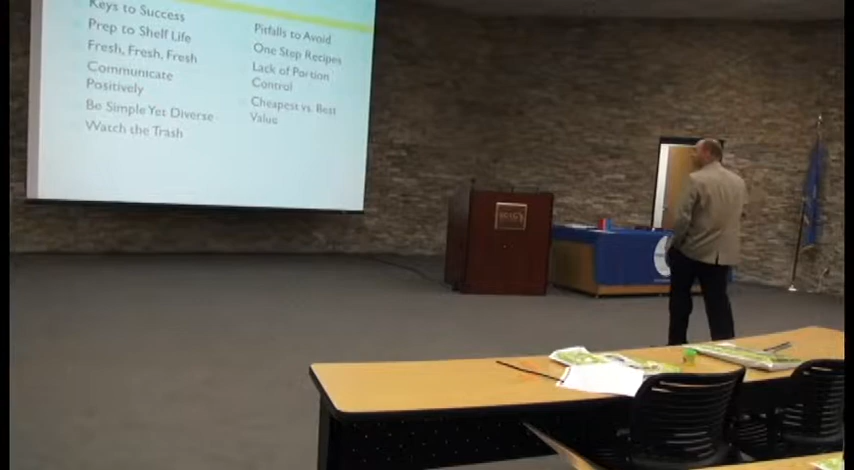 Keys to Success
Prep to Shelf Life
Fresh, Fresh, Fresh
Communicate
Positively
Be Simple Yet Diverse
Watch the Trash
Pitfalls to Avoid
One Step Recipes
Lack of Portion
Control
Cheapest vs. Best
Value